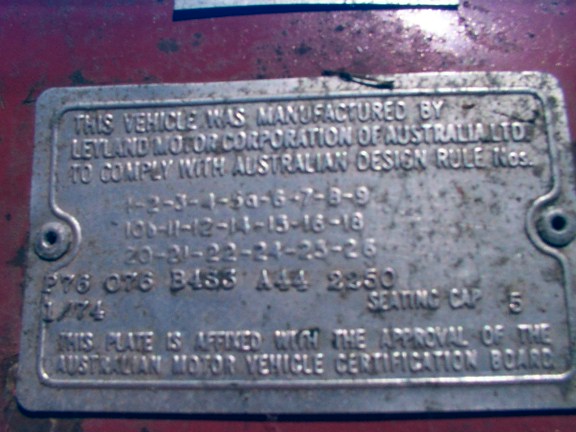 THIS VEHICLE WAS MANUFACTURED BY
LEYLAND MOTOR CORPORATION OF AUSTRALIA LTD.
TO COMPLY WITH AUSTRALIAN DESIGN RULE Nos.
1-2-3-4-5a-6-7-8-9
10b-11-12-14-15-16-18
20-21-22-24-25-26
P76 076 B4S5 A44 2250
1/74 SEATING CAP 5
THIS PLATE IS AFFIXED WITH THE APPROVAL OF THE
AUSTRALIAN MOTOR VEHICLE CERTIFICATION BOARD